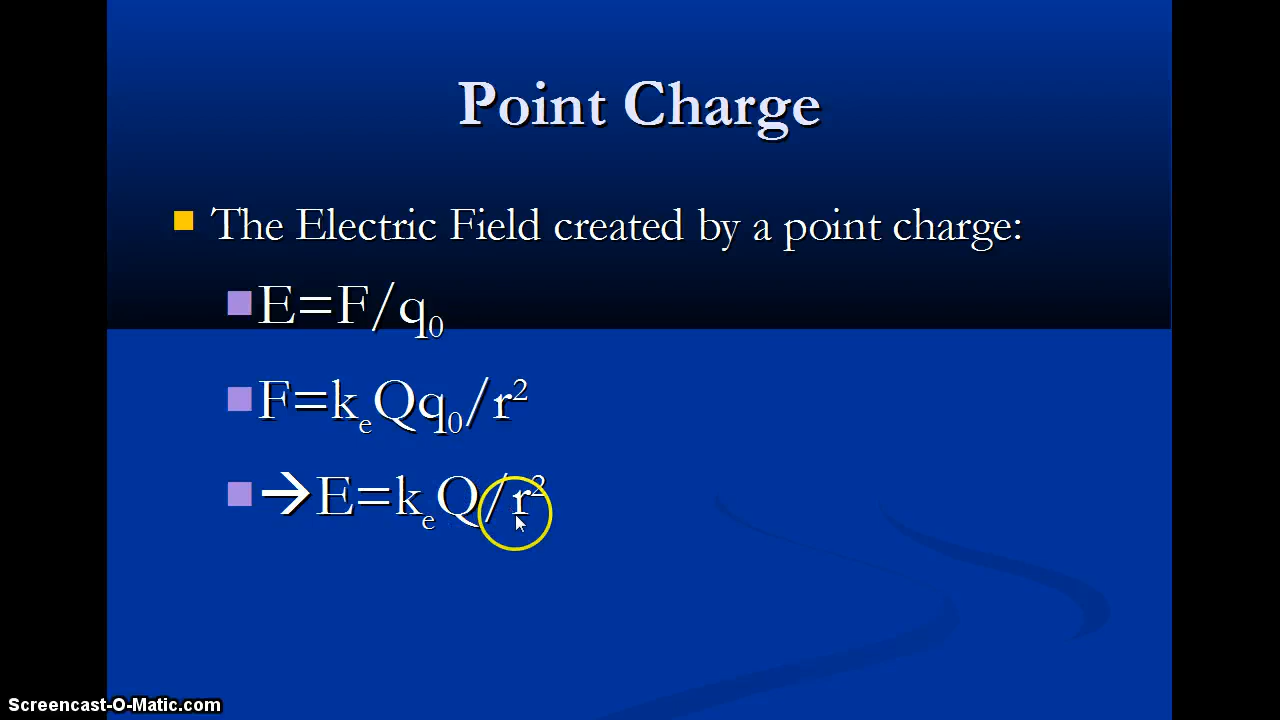 Point Charge
The Electric Field created by a point charge:
E=F/q₀
F=kₑQq₀/r²
→E=kₑQ/r²
Screencast-O-Matic.com